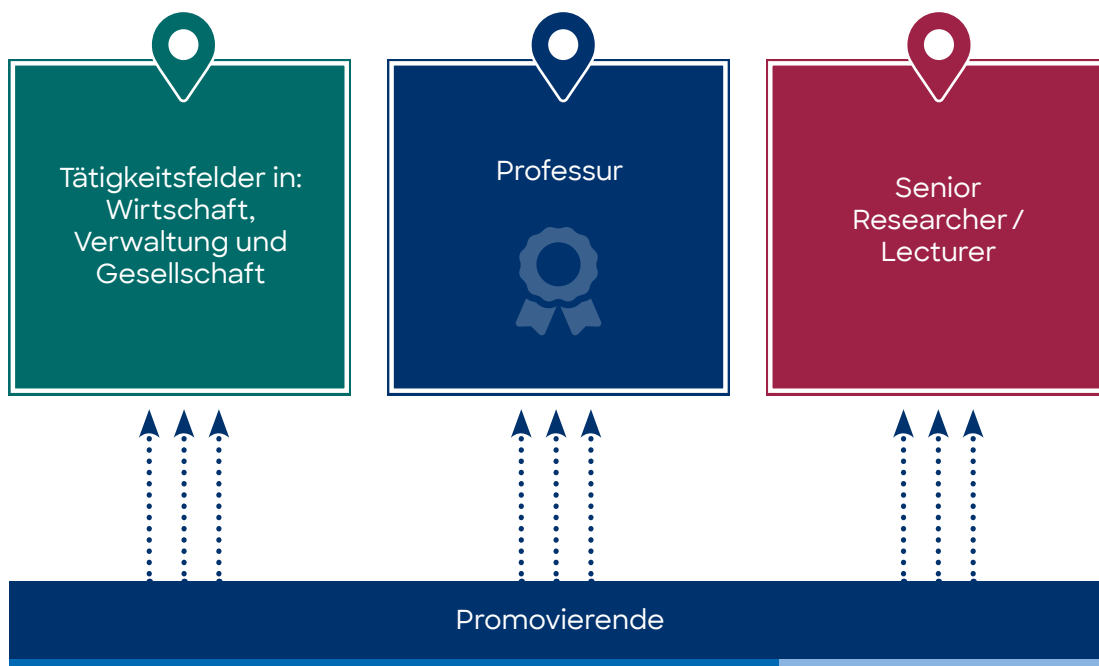 Tätigkeitsfelder in:
Wirtschaft,
Verwaltung und
Gesellschaft
Professur
Senior
Researcher /
Lecturer
Promovierende